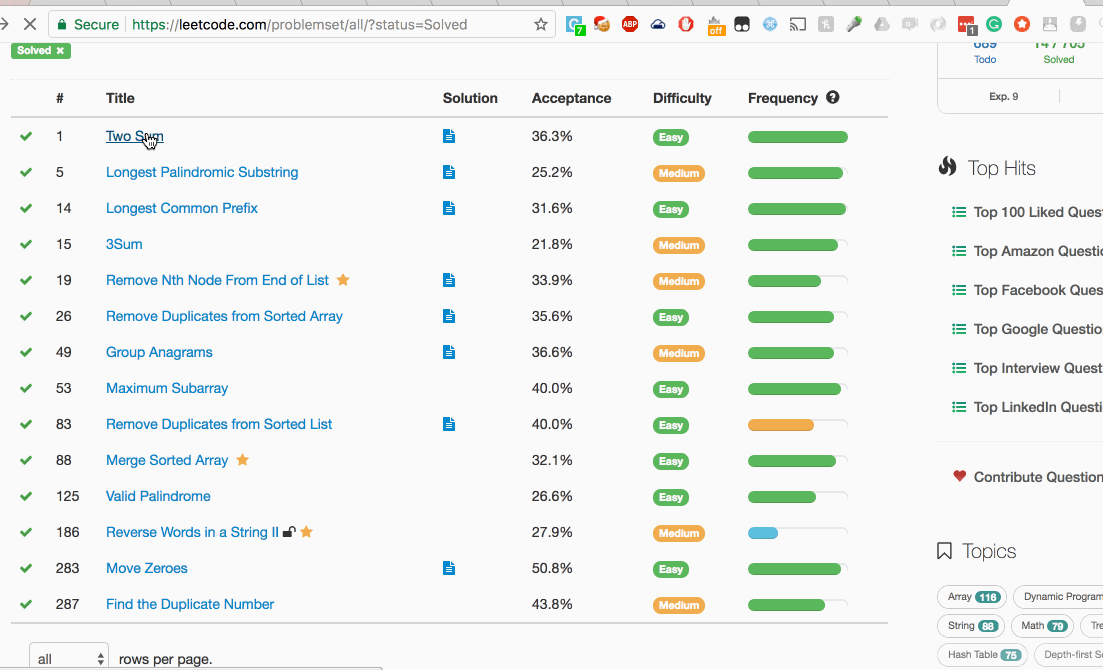 Secure https://leetcode.com/problemset/all/?status=Solved
7 ABP off 1
Solved ×
Todo Solved
Exp. 9
# Title Solution Acceptance Difficulty Frequency ?
1 Two Sum 36.3% Easy
5 Longest Palindromic Substring 25.2% Medium
14 Longest Common Prefix 31.6% Easy
15 3Sum 21.8% Medium
19 Remove Nth Node From End of List 33.9% Medium
26 Remove Duplicates from Sorted Array 35.6% Easy
49 Group Anagrams 36.6% Medium
53 Maximum Subarray 40.0% Easy
83 Remove Duplicates from Sorted List 40.0% Easy
88 Merge Sorted Array 32.1% Easy
125 Valid Palindrome 26.6% Easy
186 Reverse Words in a String II 27.9% Medium
283 Move Zeroes 50.8% Easy
287 Find the Duplicate Number 43.8% Medium
all rows per page.
Top Hits
Top 100 Liked Quest
Top Amazon Questio
Top Facebook Ques
Top Google Questio
Top Interview Quest
Top LinkedIn Questi
Contribute Question
Topics
Array 116 Dynamic Program
String 88 Math 79 Tre
Hash Table 75 Depth-first S